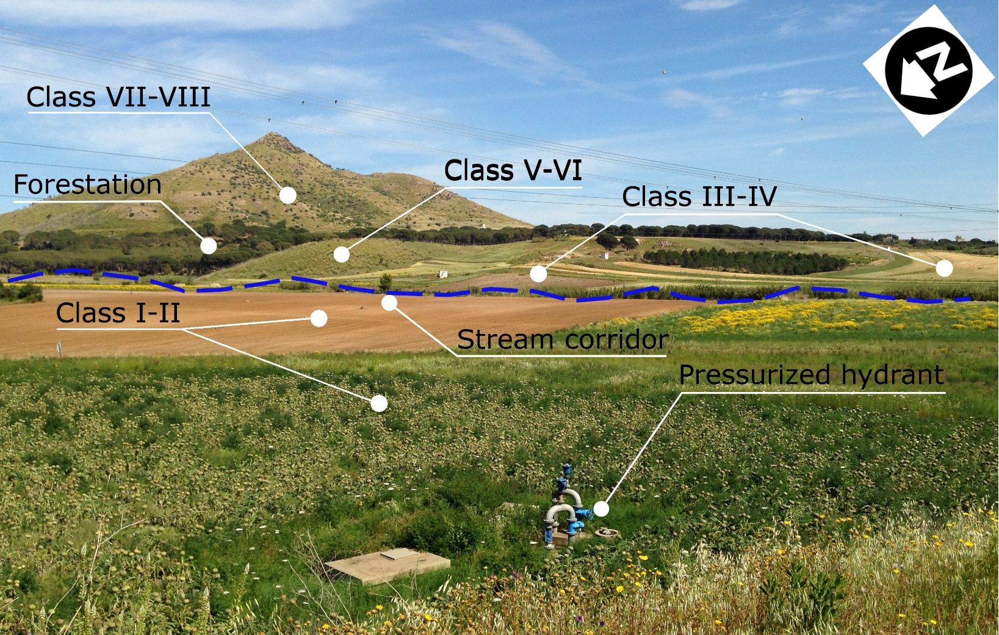 Class VII-VIII
Forestation
Class V-VI
Class III-IV
Class I-II
Stream corridor
Pressurized hydrant
N